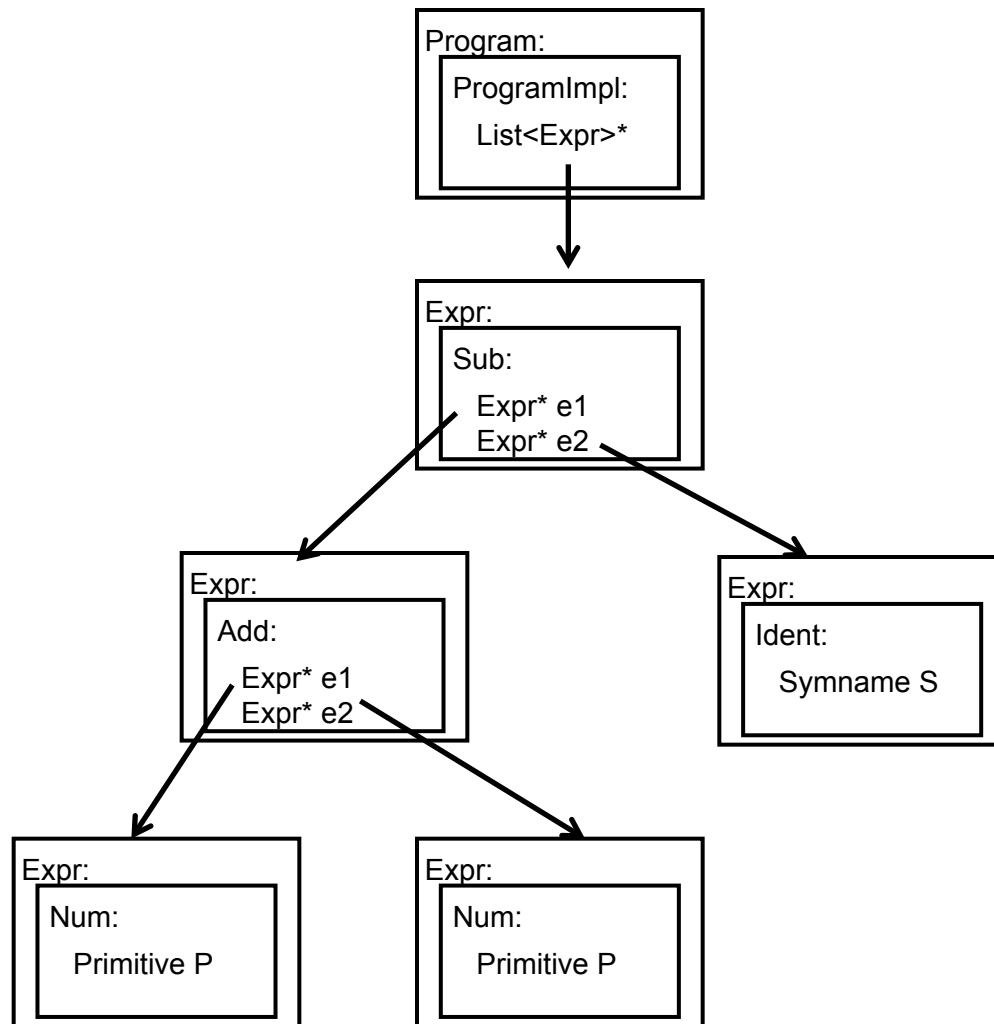 Program:
ProgramImpl:
List<Expr>*
Expr:
Sub:
Expr* e1
Expr* e2
Expr:
Add:
Expr* e1
Expr* e2
Expr:
Ident:
Symname S
Expr:
Num:
Primitive P
Expr:
Num:
Primitive P